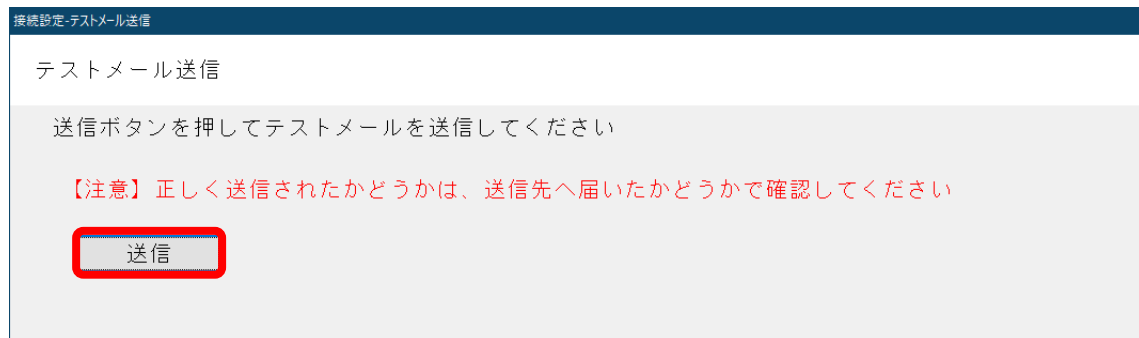 接続設定-テストメール送信
テストメール送信
送信ボタンを押してテストメールを送信してください
【注意】正しく送信されたかどうかは、送信先へ届いたかどうかで確認してください
送信